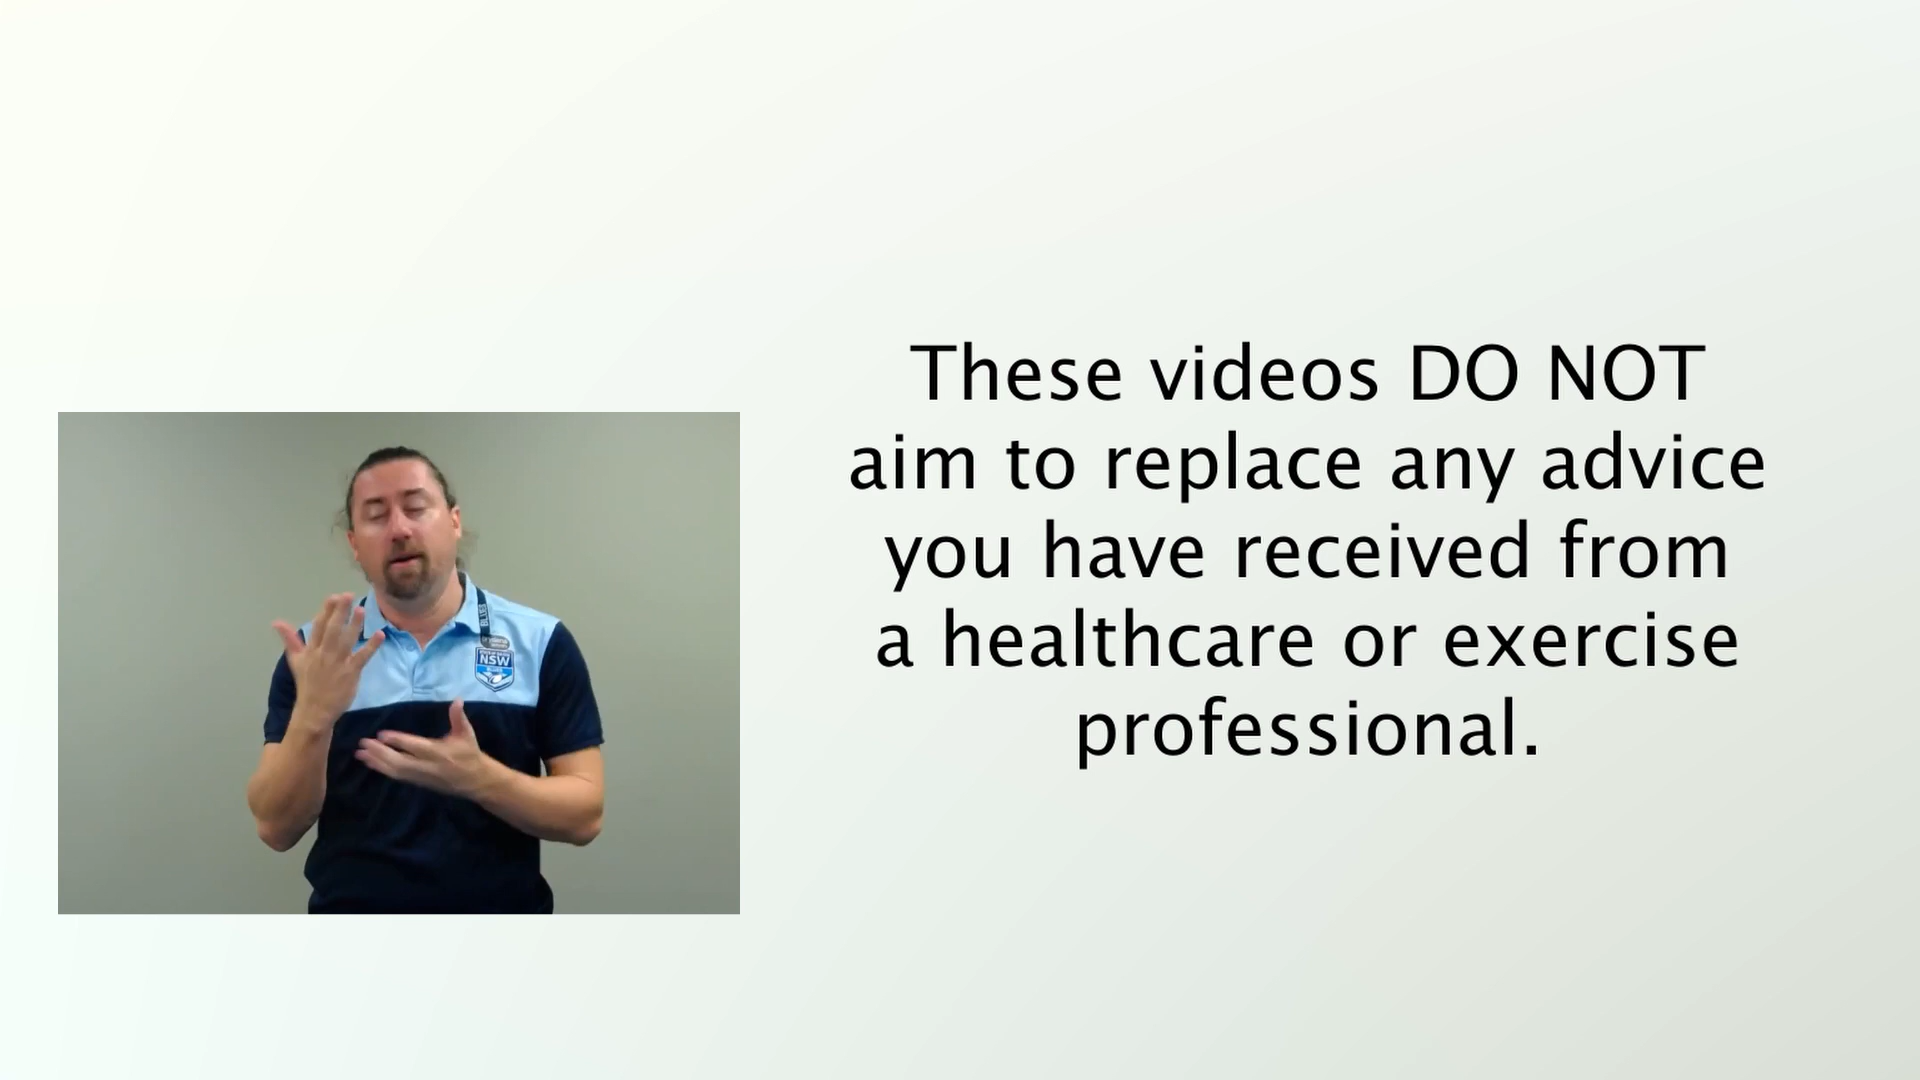 These videos DO NOT
aim to replace any advice
you have received from
a healthcare or exercise
professional.
NSW